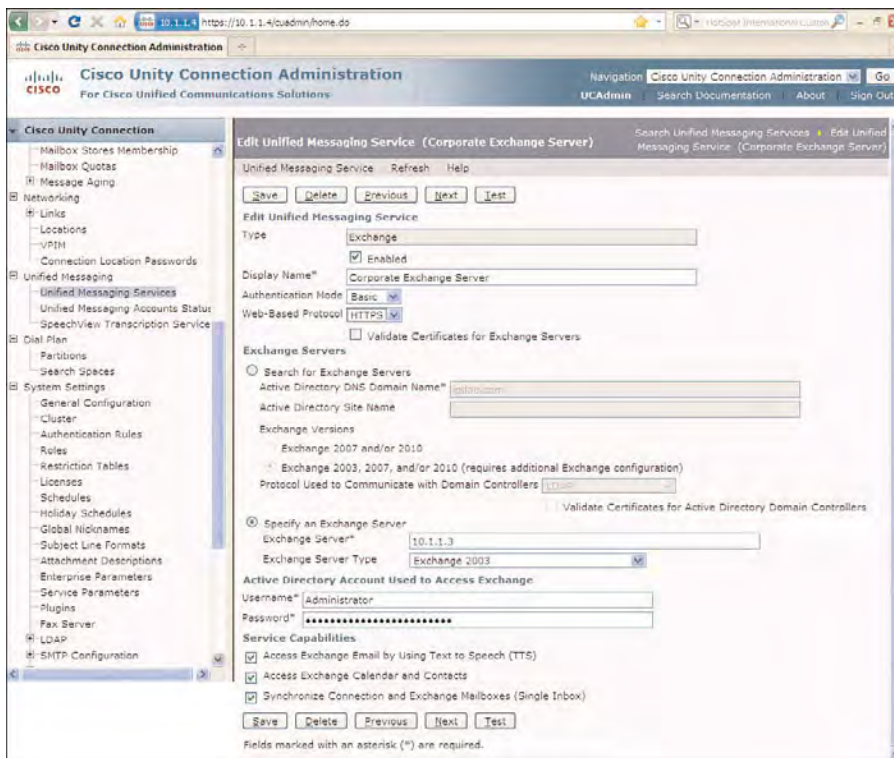 10.1.1.4 https://10.1.1.4/cuadmin/home.do
Cisco Unity Connection Administration
CISCO
Cisco Unity Connection Administration
For Cisco Unified Communications Solutions
Navigation Cisco Unity Connection Administration Go
UCAdmin Search Documentation About Sign Out
Cisco Unity Connection
Mailbox Stores Membership
Mailbox Quotas
Message Aging
Networking
Links
Locations
VPIM
Connection Location Passwords
Unified Messaging
Unified Messaging Services
Unified Messaging Accounts Status
SpeechView Transcription Service
Dial Plan
Partitions
Search Spaces
System Settings
General Configuration
Cluster
Authentication Rules
Roles
Restriction Tables
Licenses
Schedules
Holiday Schedules
Global Nicknames
Subject Line Formats
Attachment Descriptions
Enterprise Parameters
Service Parameters
Plugins
Fax Server
LDAP
SMTP Configuration
Edit Unified Messaging Service (Corporate Exchange Server)
Search Unified Messaging Services Edit Unified
Messaging Service (Corporate Exchange Server)
Unified Messaging Service Refresh Help
Save Delete Previous Next Test
Edit Unified Messaging Service
Type Exchange
Enabled
Display Name* Corporate Exchange Server
Authentication Mode Basic
Web-Based Protocol HTTPS
Validate Certificates for Exchange Servers
Exchange Servers
Search for Exchange Servers
Active Directory DNS Domain Name*
Active Directory Site Name
Exchange Versions
Exchange 2007 and/or 2010
Exchange 2003, 2007, and/or 2010 (requires additional Exchange configuration)
Protocol Used to Communicate with Domain Controllers LDAP
Validate Certificates for Active Directory Domain Controllers
Specify an Exchange Server
Exchange Server* 10.1.1.3
Exchange Server Type Exchange 2003
Active Directory Account Used to Access Exchange
Username* Administrator
Password*
Service Capabilities
Access Exchange Email by Using Text to Speech (TTS)
Access Exchange Calendar and Contacts
Synchronize Connection and Exchange Mailboxes (Single Inbox)
Save Delete Previous Next Test
Fields marked with an asterisk (*) are required.